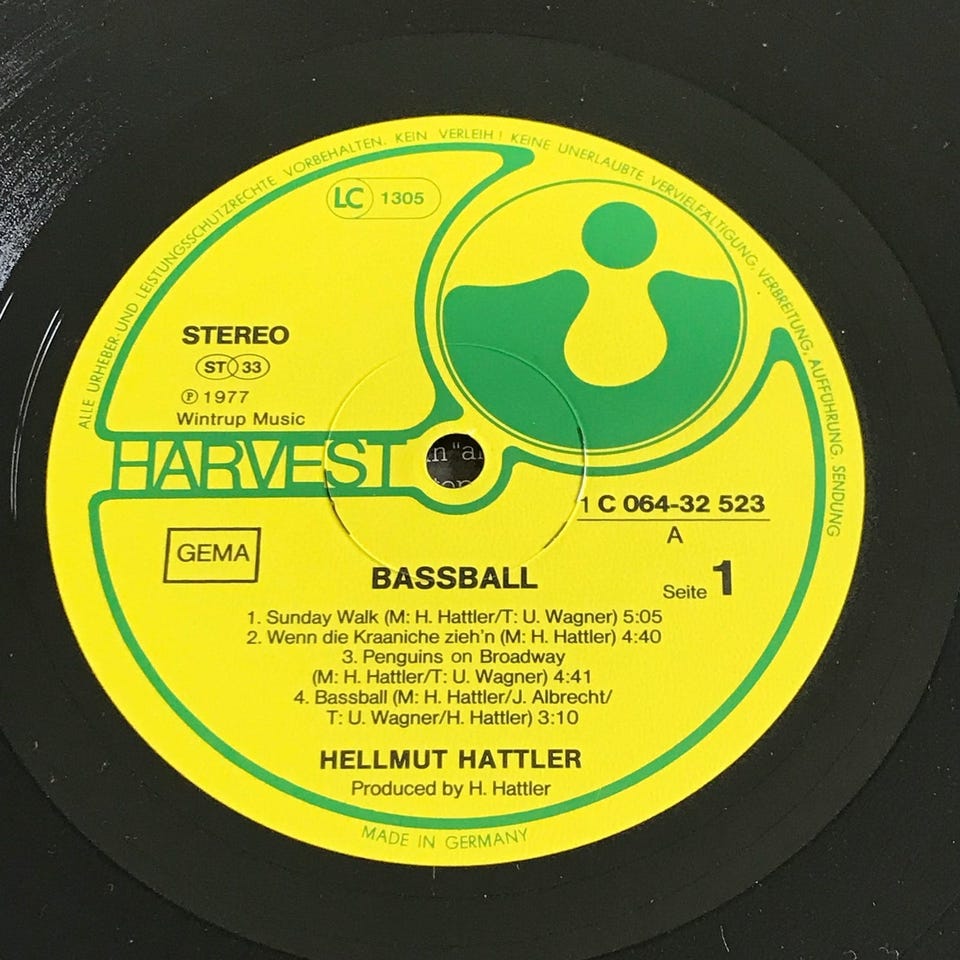 ALLE URHEBER- UND LEISTUNGSSCHUTZRECHTE VORBEHALTEN. KEIN VERLEIH! KEINE UNERLAUBTE VERVIELFÄLTIGUNG, VERBREITUNG, AUFFÜHRUNG, SENDUNG
LC 1305
STEREO
ST 33
℗ 1977
Wintrup Music
HARVEST
1 C 064-32 523
A
GEMA
BASSBALL
Seite 1
1. Sunday Walk (M: H. Hattler/T: U. Wagner) 5:05
2. Wenn die Kraaniche zieh'n (M: H. Hattler) 4:40
3. Penguins on Broadway
(M: H. Hattler/T: U. Wagner) 4:41
4. Bassball (M: H. Hattler/J. Albrecht/
T: U. Wagner/H. Hattler) 3:10
HELLMUT HATTLER
Produced by H. Hattler
MADE IN GERMANY